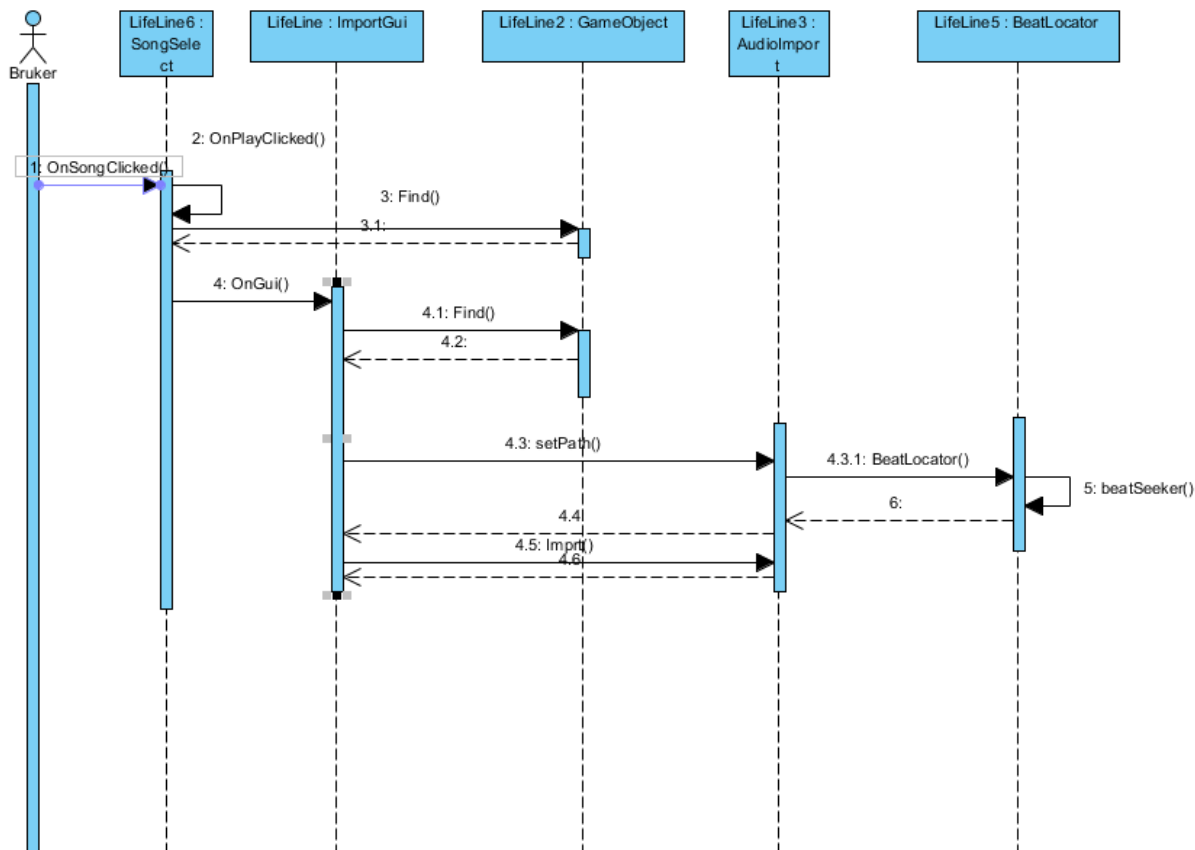 LifeLine6 :
SongSele
ct
LifeLine : ImportGui
LifeLine2 : GameObject
LifeLine3 :
AudioImpor
t
LifeLine5 : BeatLocator
Bruker
2: OnPlayClicked()
1: OnSongClicked()
3: Find()
3.1:
4: OnGui()
4.1: Find()
4.2:
4.3: setPath()
4.3.1: BeatLocator()
5: beatSeeker()
6:
4.4
4.5: Imprt()
4.6